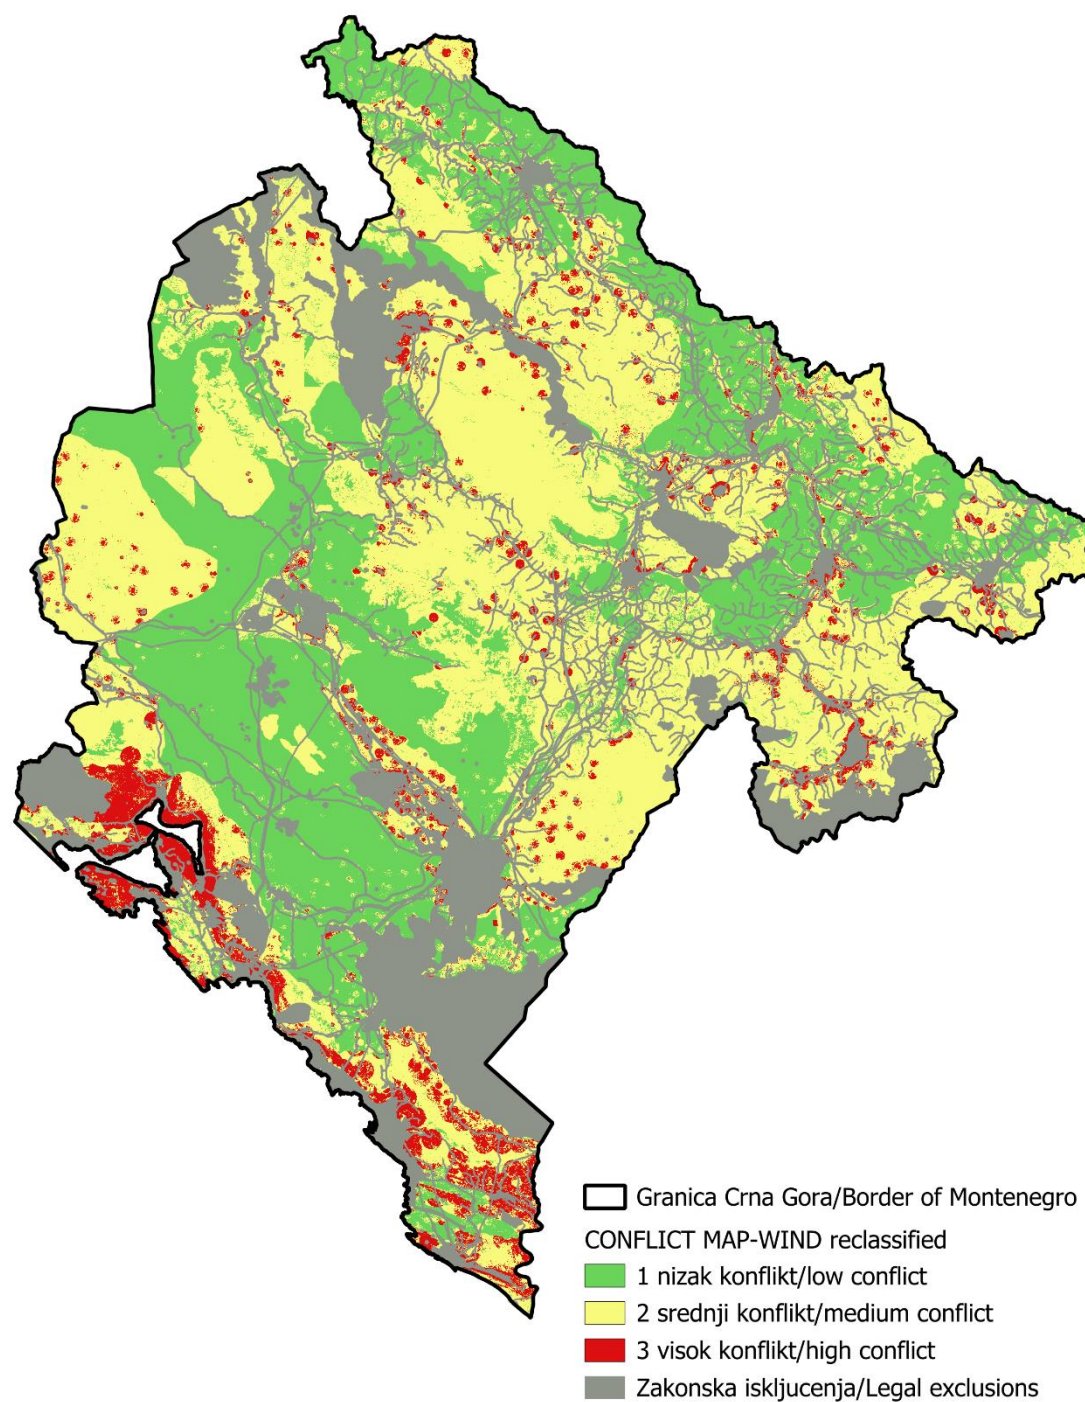 Granica Crna Gora/Border of Montenegro
CONFLICT MAP-WIND reclassified
1 nizak konflikt/low conflict
2 srednji konflikt/medium conflict
3 visok konflikt/high conflict
Zakonska iskljucenja/Legal exclusions